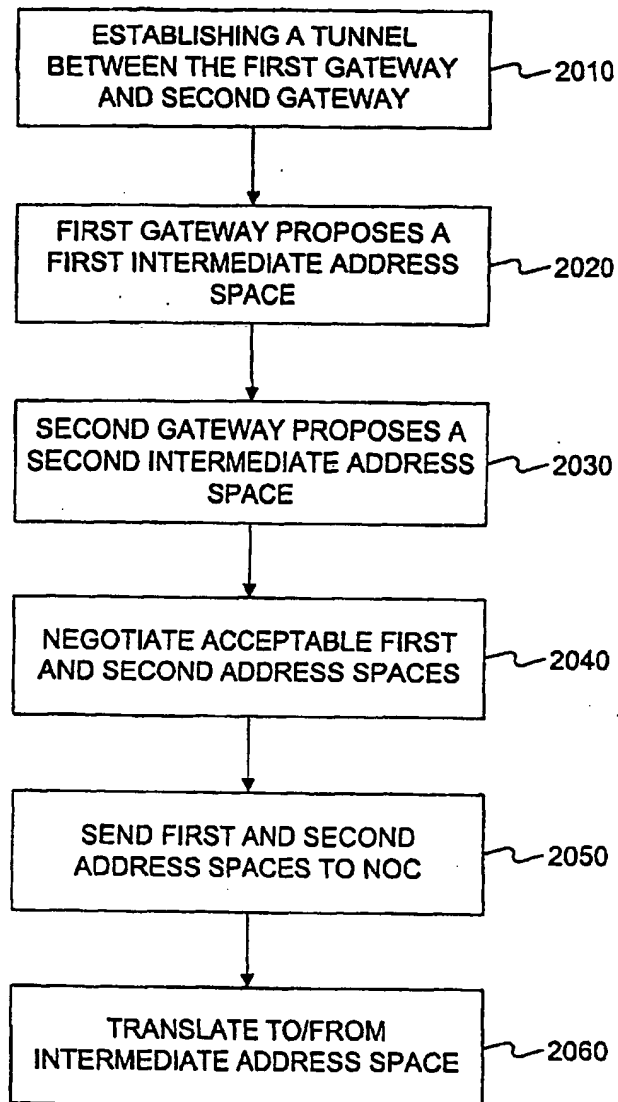 ESTABLISHING A TUNNEL
BETWEEN THE FIRST GATEWAY
AND SECOND GATEWAY
2010
FIRST GATEWAY PROPOSES A
FIRST INTERMEDIATE ADDRESS
SPACE
2020
SECOND GATEWAY PROPOSES A
SECOND INTERMEDIATE ADDRESS
SPACE
2030
NEGOTIATE ACCEPTABLE FIRST
AND SECOND ADDRESS SPACES
2040
SEND FIRST AND SECOND
ADDRESS SPACES TO NOC
2050
TRANSLATE TO/FROM
INTERMEDIATE ADDRESS SPACE
2060